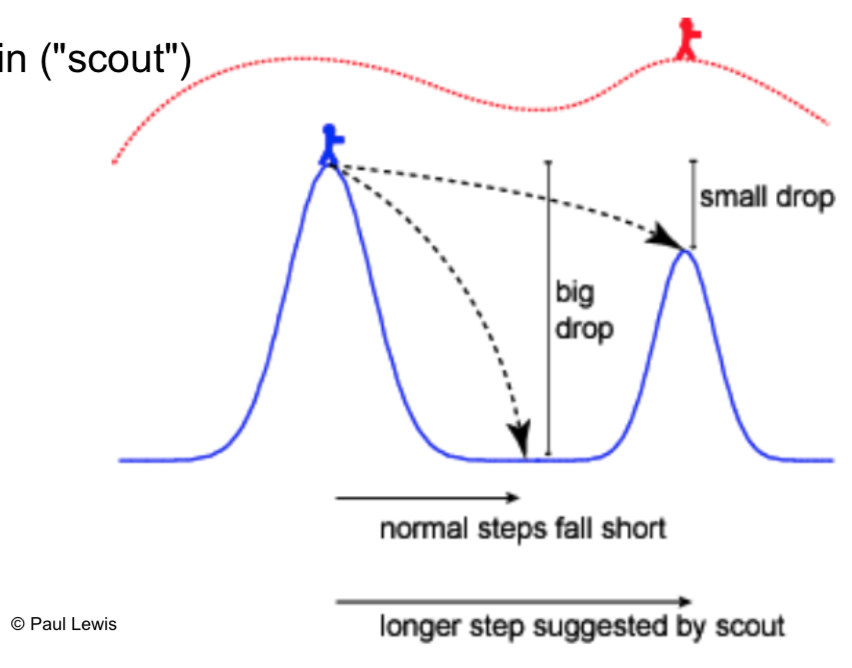 in ("scout")
small drop
big
drop
normal steps fall short
longer step suggested by scout
© Paul Lewis